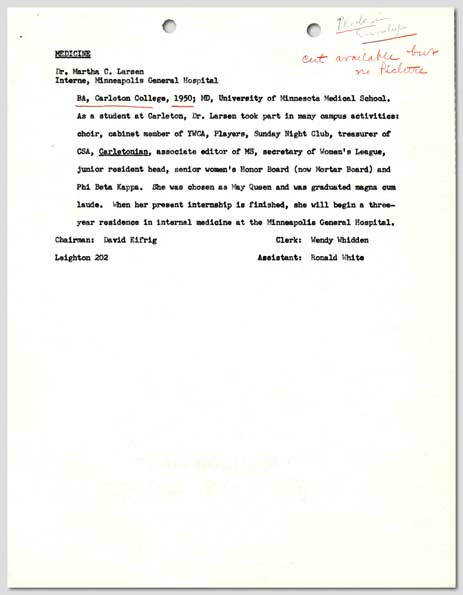 Photo in
envelope
cut available but
no picture
MEDICINE
Dr. Martha C. Larsen
Interne, Minneapolis General Hospital
BA, Carleton College, 1950; MD, University of Minnesota Medical School.
As a student at Carleton, Dr. Larsen took part in many campus activities:
choir, cabinet member of YWCA, Players, Sunday Night Club, treasurer of
CSA, Carletonian, associate editor of MS, secretary of Women's League,
junior resident head, senior women's Honor Board (now Mortar Board) and
Phi Beta Kappa. She was chosen as May Queen and was graduated magna cum
laude. When her present internship is finished, she will begin a three-
year residence in internal medicine at the Minneapolis General Hospital.
Chairman: David Eifrig Clerk: Wendy Whidden
Leighton 202 Assistant: Ronald White